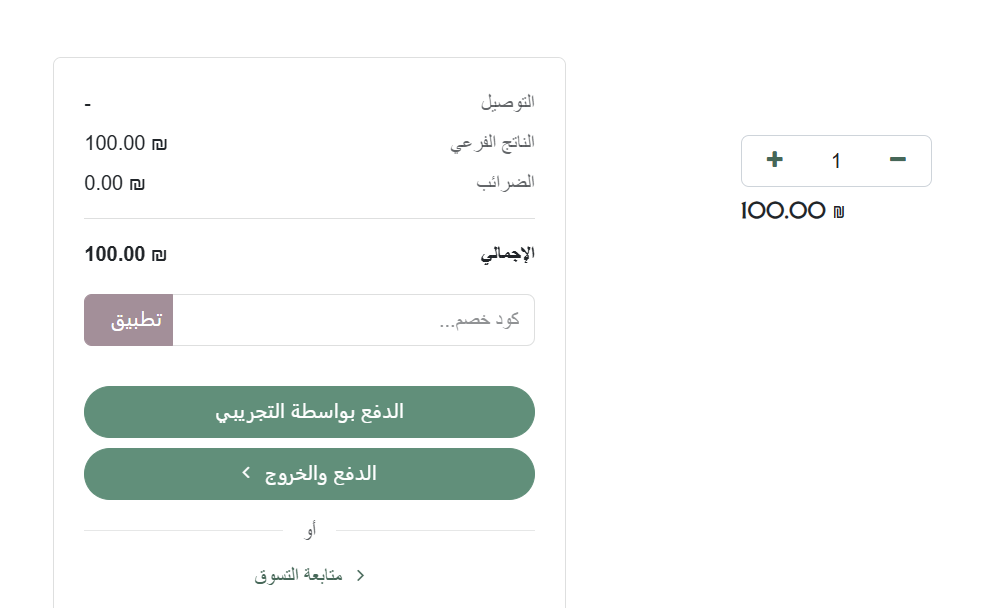 + 1 −
100.00 ₪
التوصيل -
الناتج الفرعي 100.00 ₪
الضرائب 0.00 ₪
الإجمالي 100.00 ₪
كود خصم... تطبيق
الدفع بواسطة التجريبي
الدفع والخروج
أو
متابعة التسوق